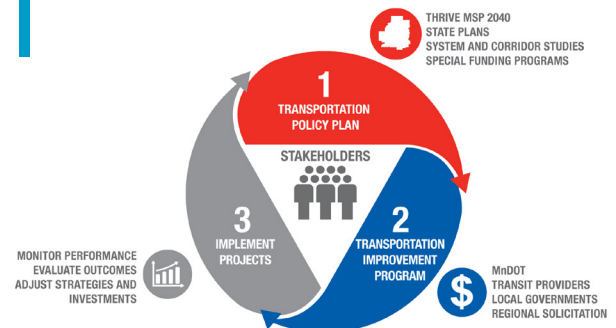 THRIVE MSP 2040
STATE PLANS
SYSTEM AND CORRIDOR STUDIES
SPECIAL FUNDING PROGRAMS
1
TRANSPORTATION
POLICY PLAN
STAKEHOLDERS
3
IMPLEMENT
PROJECTS
2
TRANSPORTATION
IMPROVEMENT
PROGRAM
MONITOR PERFORMANCE
EVALUATE OUTCOMES
ADJUST STRATEGIES AND
INVESTMENTS
$
MnDOT
TRANSIT PROVIDERS
LOCAL GOVERNMENTS
REGIONAL SOLICITATION